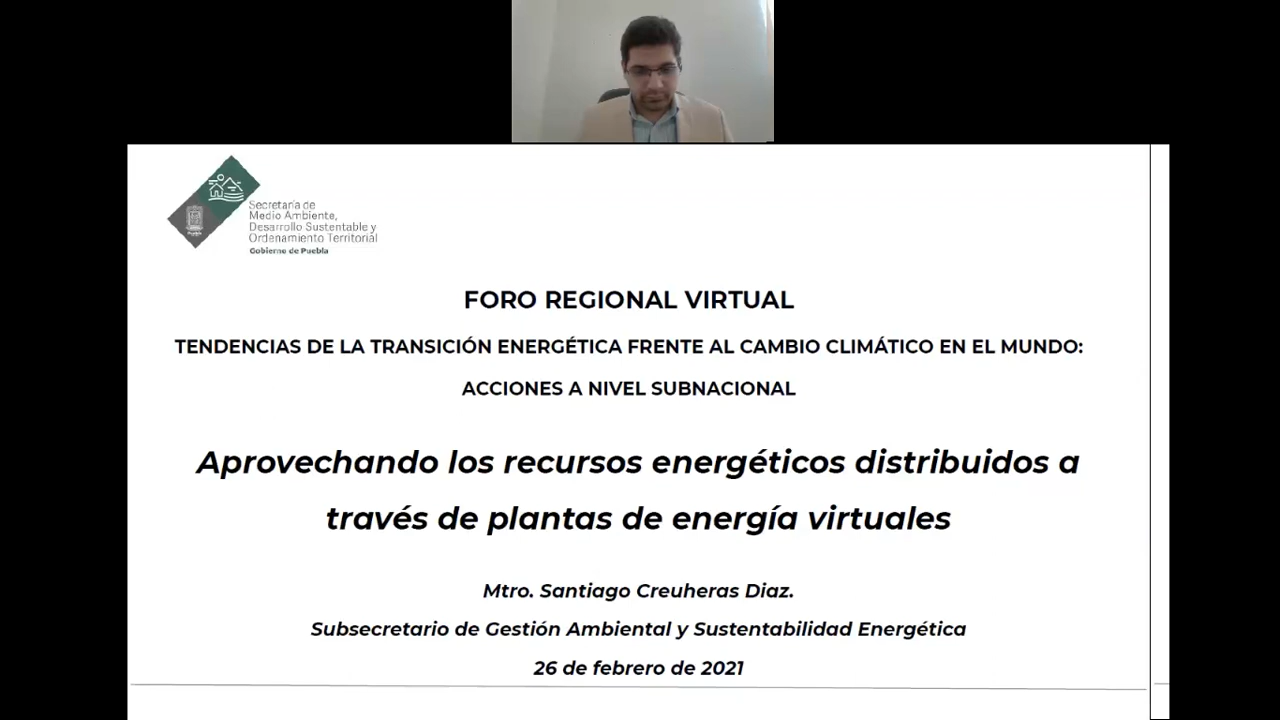 Secretaría de
Medio Ambiente,
Desarrollo Sustentable y
Ordenamiento Territorial
Gobierno de Puebla
Puebla
FORO REGIONAL VIRTUAL
TENDENCIAS DE LA TRANSICIÓN ENERGÉTICA FRENTE AL CAMBIO CLIMÁTICO EN EL MUNDO:
ACCIONES A NIVEL SUBNACIONAL
Aprovechando los recursos energéticos distribuidos a
través de plantas de energía virtuales
Mtro. Santiago Creuheras Diaz.
Subsecretario de Gestión Ambiental y Sustentabilidad Energética
26 de febrero de 2021